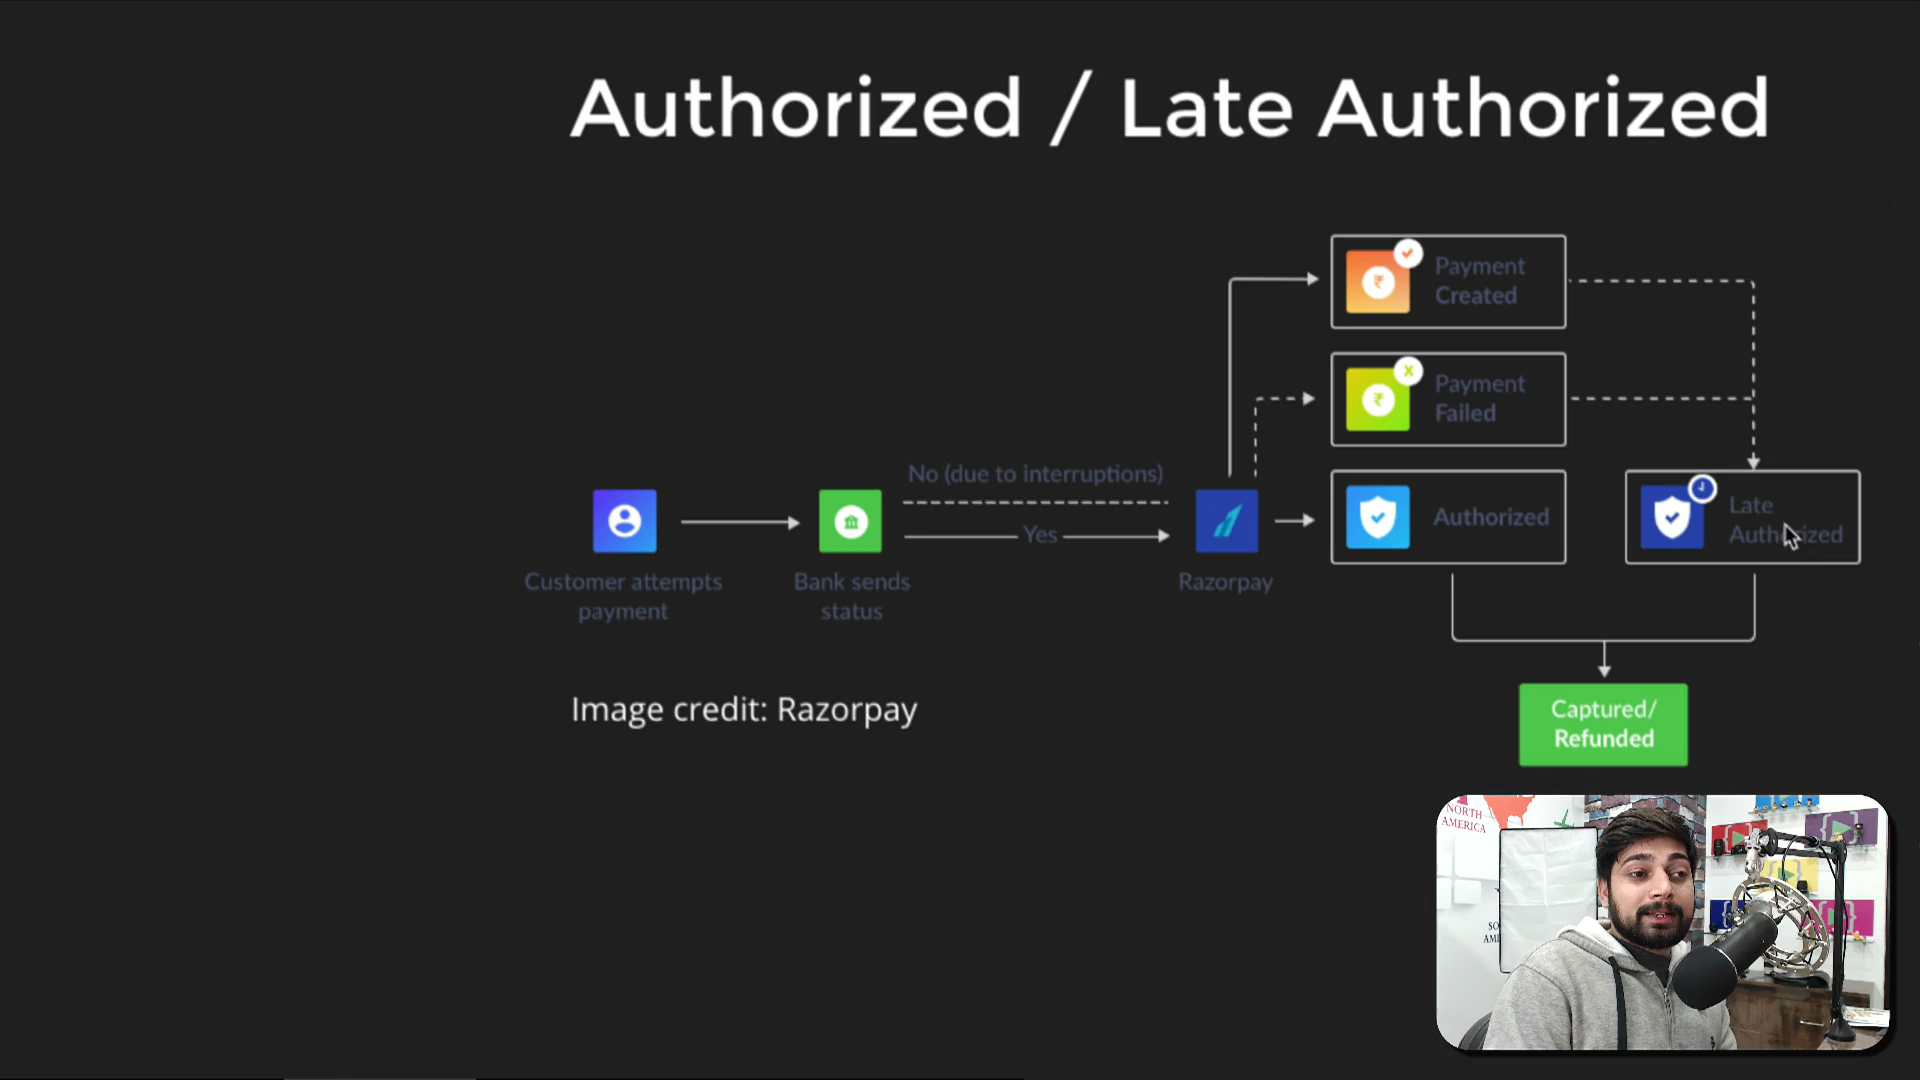 Authorized / Late Authorized
Payment
Created
Payment
Failed
No (due to interruptions)
Yes
Authorized
Late
Authorized
Customer attempts
payment
Bank sends
status
Razorpay
Image credit: Razorpay
Captured/
Refunded
NORTH
AMERICA